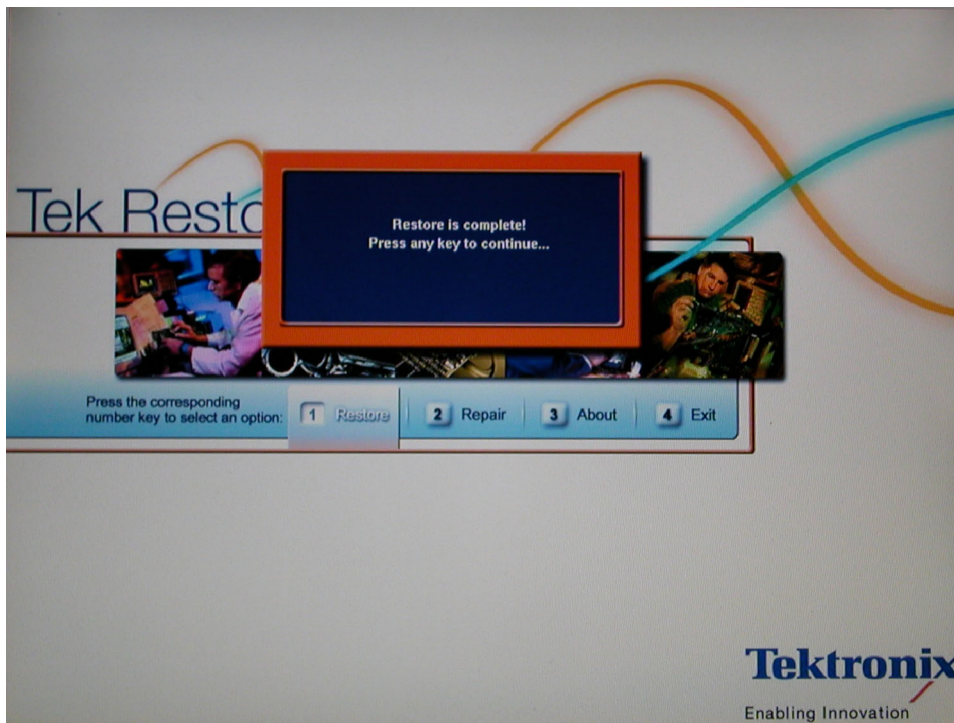 Tek Resto
Restore is complete!
Press any key to continue...
Press the corresponding
number key to select an option:
1 Restore
2 Repair
3 About
4 Exit
Tektronix
Enabling Innovation